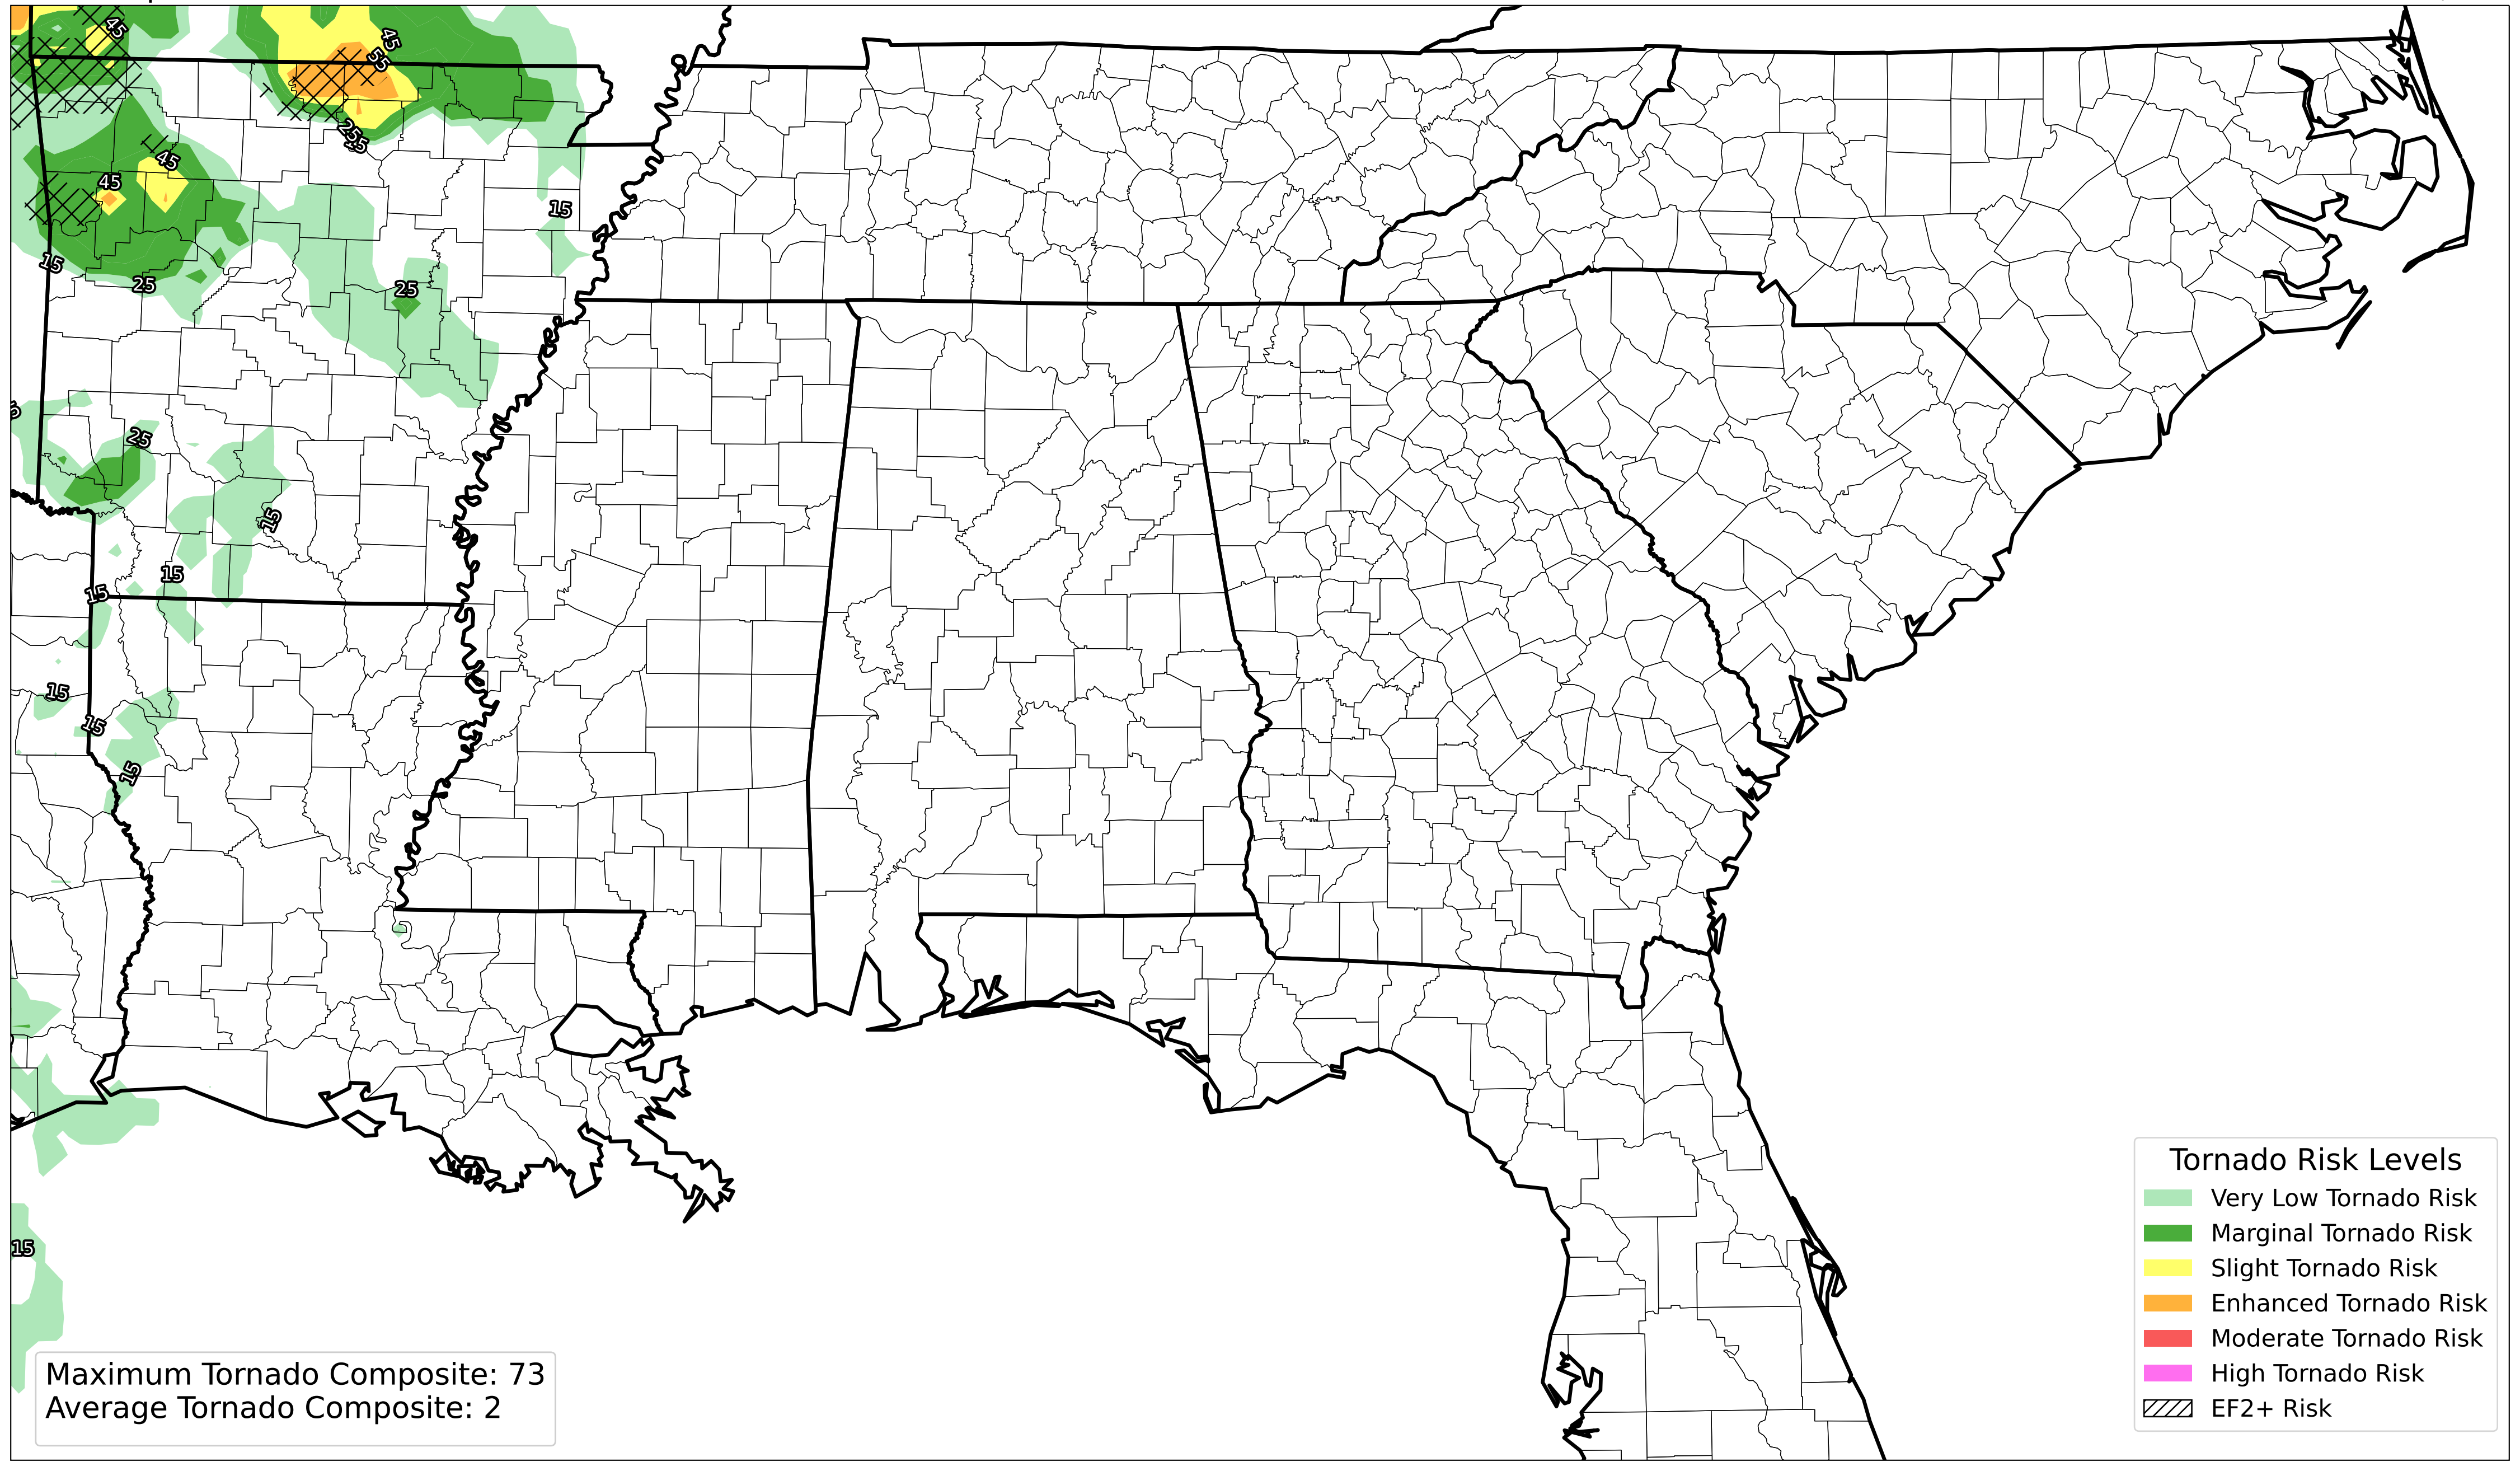 45
45
55
25
15
45
45
15
15
25
25
25
15
15
15
15
15
15
15
Tornado Risk Levels
Very Low Tornado Risk
Marginal Tornado Risk
Slight Tornado Risk
Enhanced Tornado Risk
Moderate Tornado Risk
High Tornado Risk
EF2+ Risk
Maximum Tornado Composite: 73
Average Tornado Composite: 2